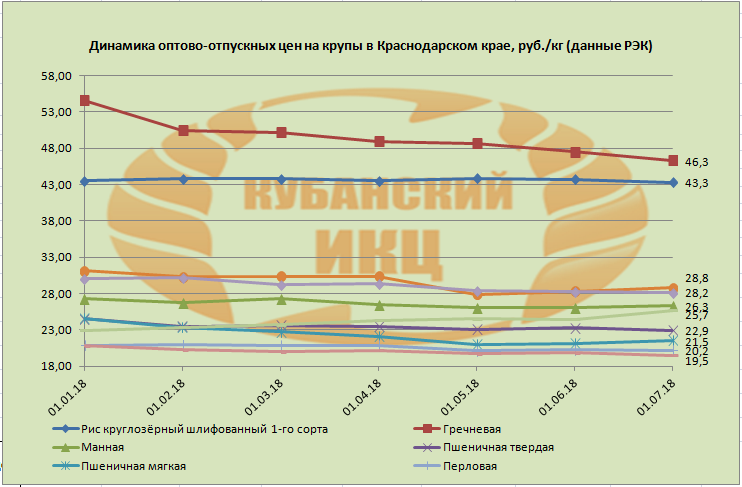 Динамика оптово-отпускных цен на крупы в Краснодарском крае, руб./кг (данные РЭК)
58,00
53,00
48,00
43,00
38,00
33,00
28,00
23,00
18,00
КУБАНСКИЙ
ИКЦ
46,3
43,3
28,8
28,2
26,3
25,7
22,9
21,5
20,2
19,5
01.01.18
01.02.18
01.03.18
01.04.18
01.05.18
01.06.18
01.07.18
Рис круглозёрный шлифованный 1-го сорта
Гречневая
Манная
Пшеничная твердая
Пшеничная мягкая
Перловая